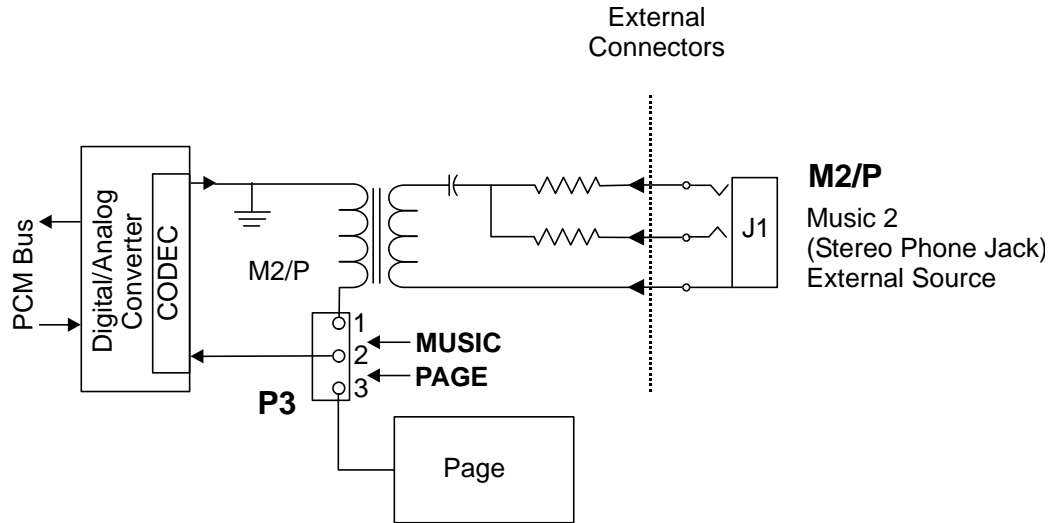 External
Connectors
PCM Bus
Digital/Analog
Converter
CODEC
M2/P
J1
M2/P
Music 2
(Stereo Phone Jack)
External Source
1
2
3
MUSIC
PAGE
P3
Page